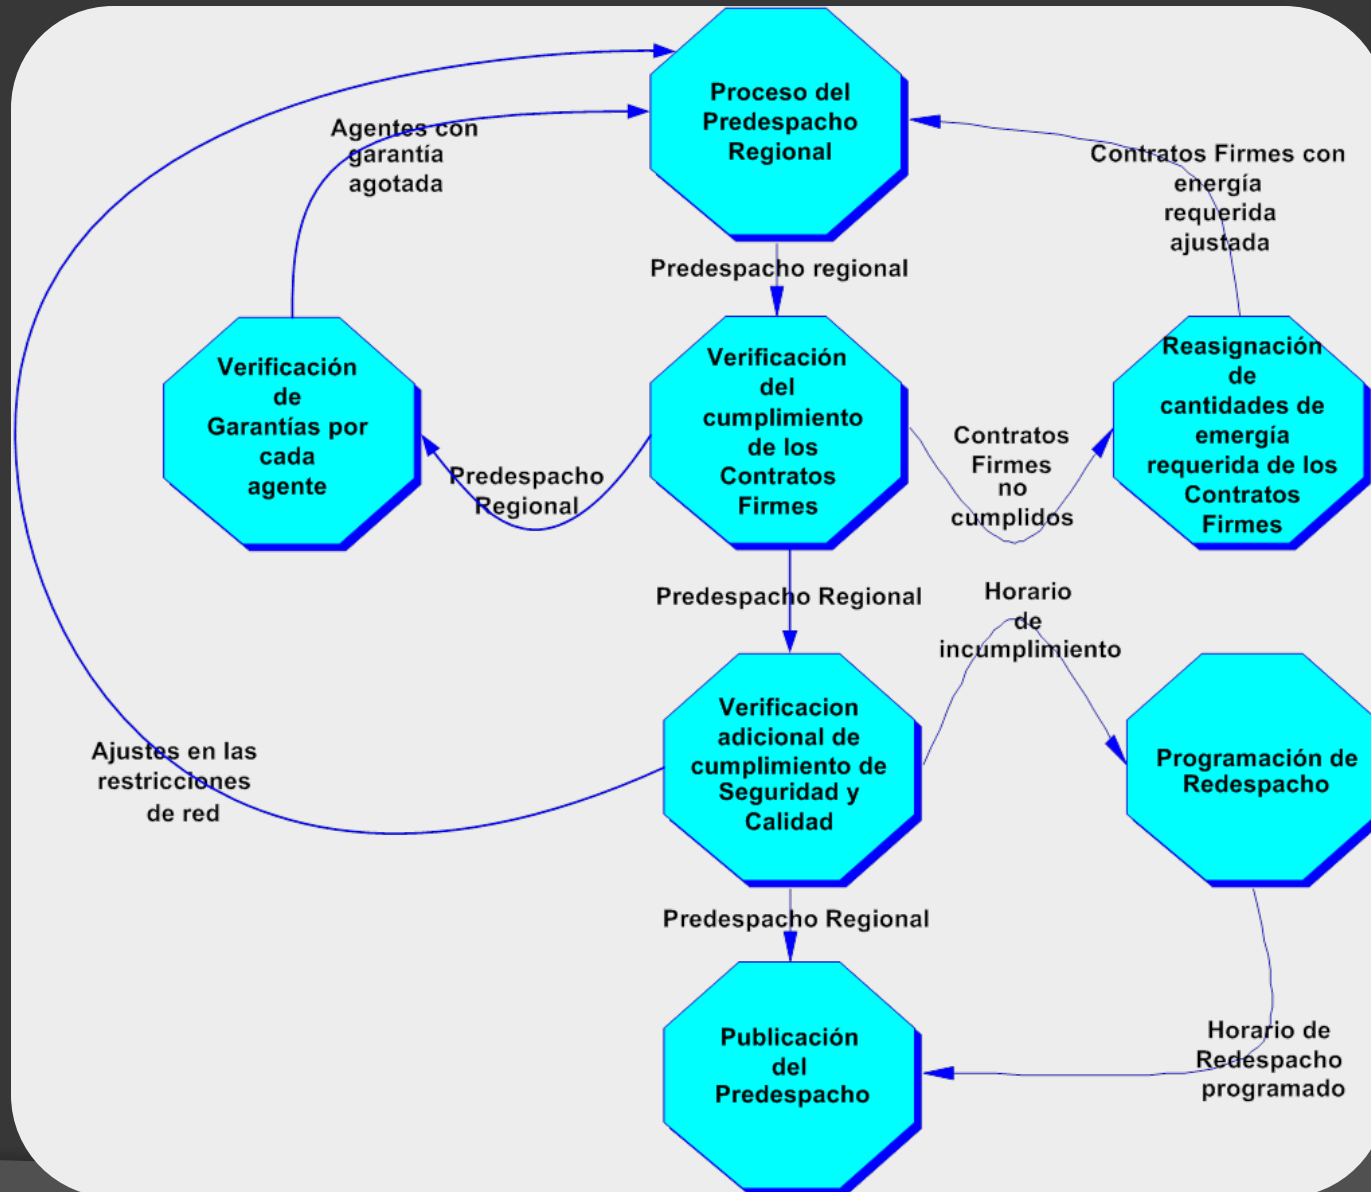 Proceso del
Predespacho
Regional
Agentes con
garantía
agotada
Contratos Firmes con
energía
requerida
ajustada
Predespacho regional
Verificación
de
Garantías por
cada
agente
Verificación
del
cumplimiento
de los
Contratos
Firmes
Reasignación
de
cantidades de
emergía
requerida de los
Contratos
Firmes
Predespacho
Regional
Contratos
Firmes
no
cumplidos
Predespacho Regional
Horario
de
incumplimiento
Verificacion
adicional de
cumplimiento de
Seguridad y
Calidad
Programación de
Redespacho
Ajustes en las
restricciones
de red
Predespacho Regional
Publicación
del
Predespacho
Horario de
Redespacho
programado